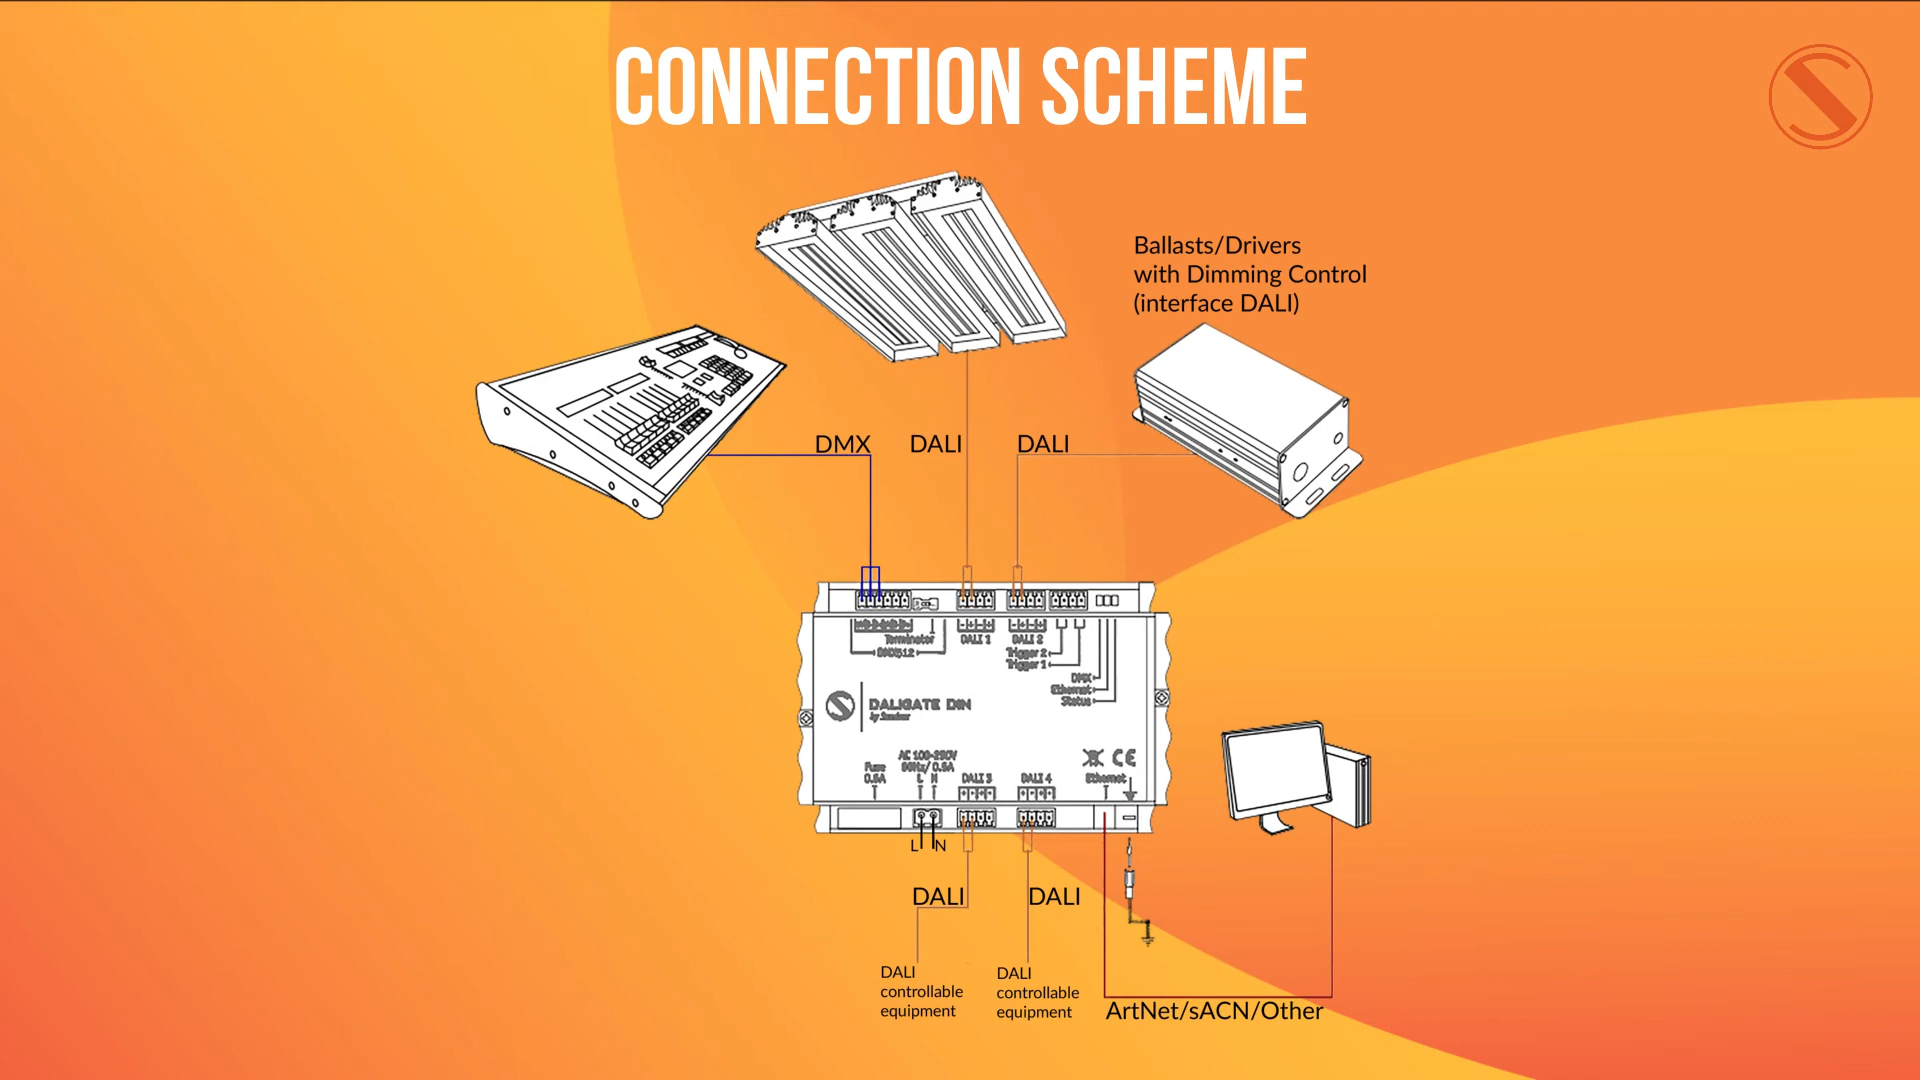 CONNECTION SCHEME
Ballasts/Drivers
with Dimming Control
(interface DALI)
DMX
DALI
DALI
Terminator
DMX512
DALI 1
DALI 2
Trigger 2
Trigger 1
DMX
Ethernet
Status
DALIGATE DIN
by Sundrax
AC 100-250V
Fuse
0.5A
L N
DALI 3
DALI 4
CE
Ethernet
L N
DALI
DALI
DALI
controllable
equipment
DALI
controllable
equipment
ArtNet/sACN/Other